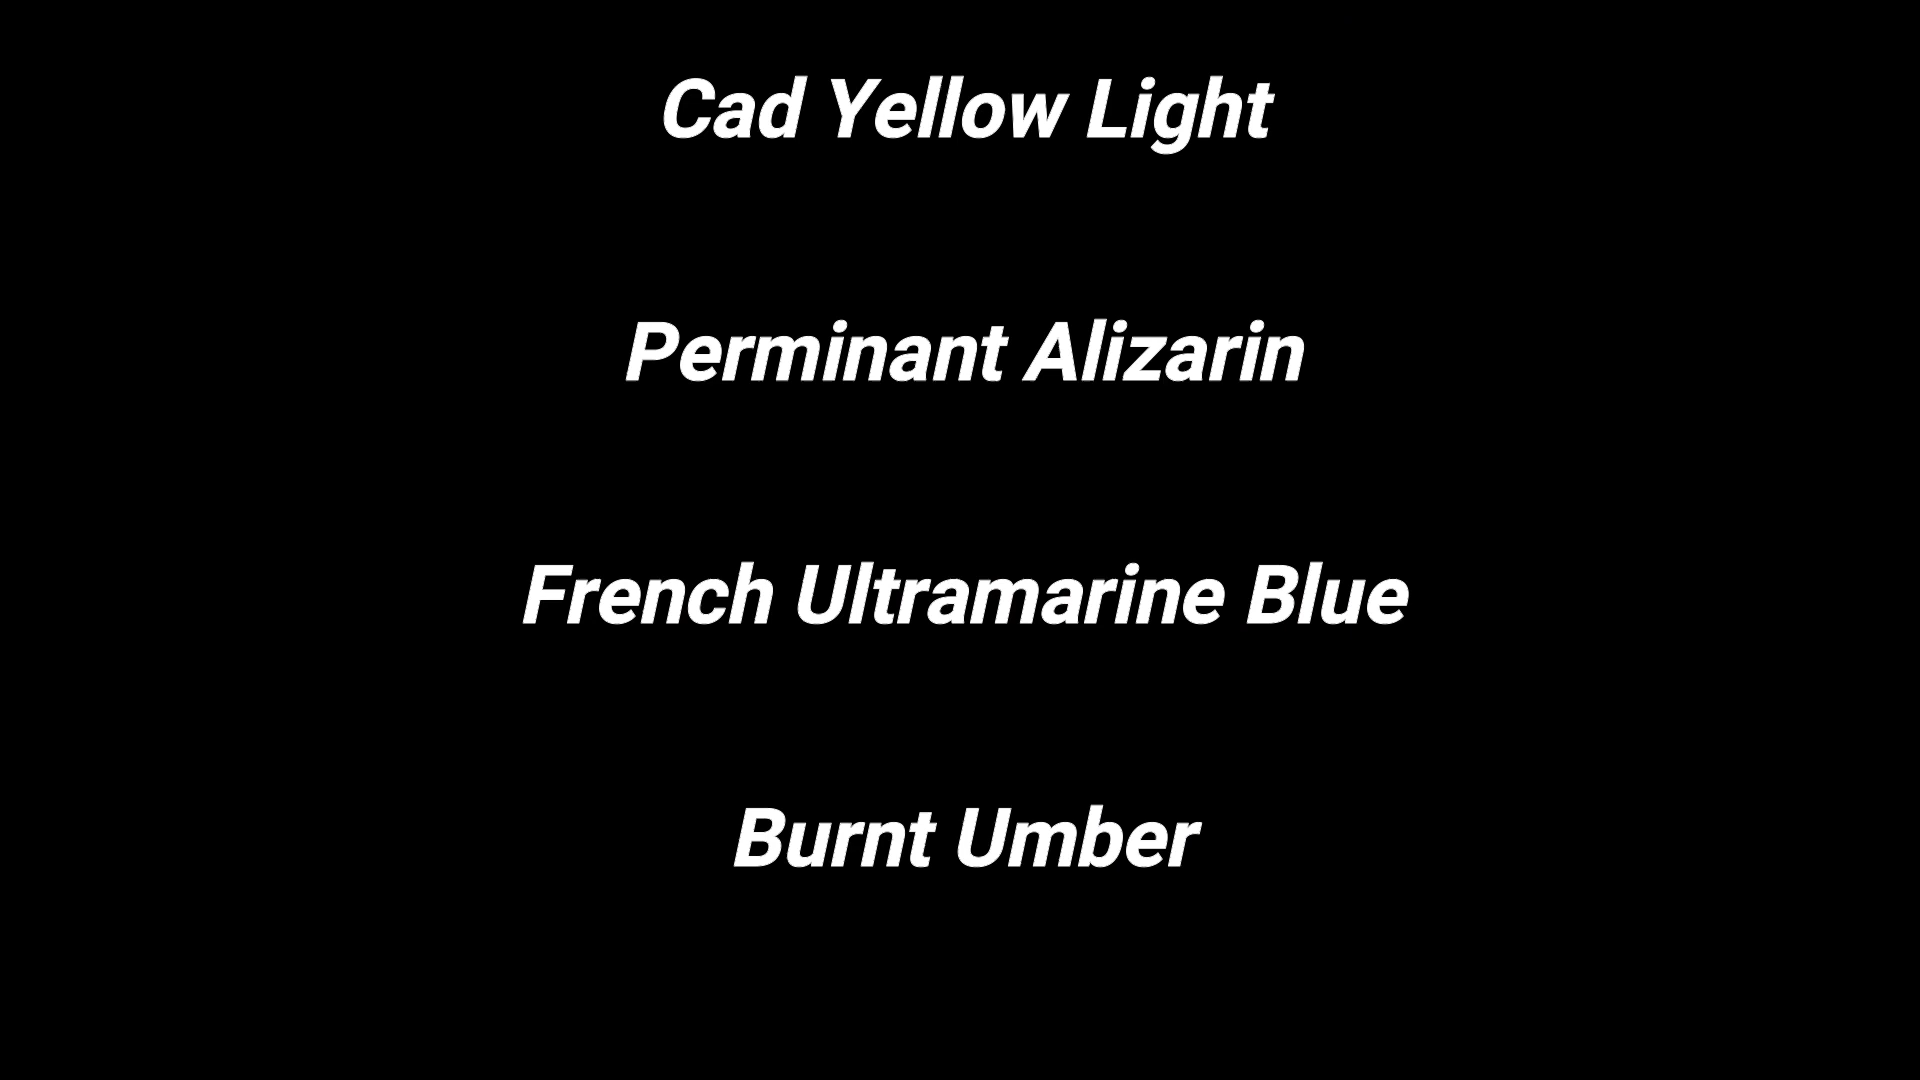 Cad Yellow Light
Perminant Alizarin
French Ultramarine Blue
Burnt Umber